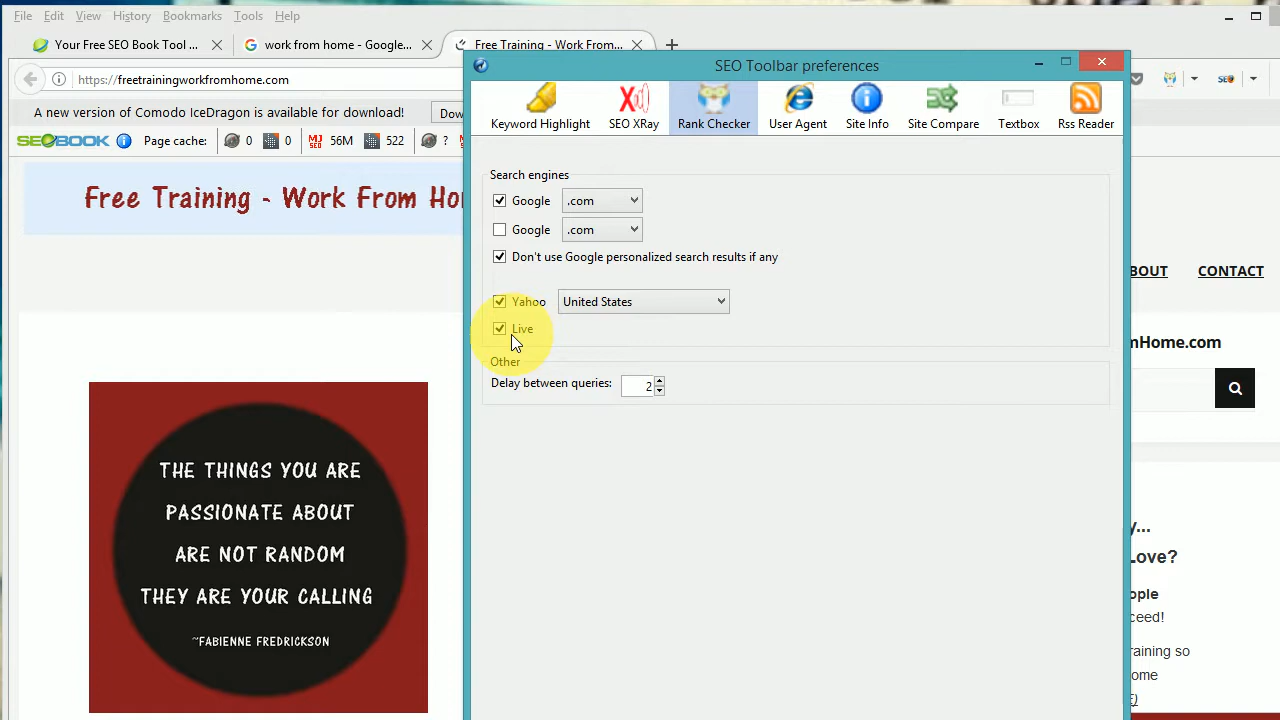 File Edit View History Bookmarks Tools Help
Your Free SEO Book Tool ... work from home - Google... Free Training - Work From...
https://freetrainingworkfromhome.com
SEO Toolbar preferences
A new version of Comodo IceDragon is available for download!
SEOBOOK Page cache: 0 0 MJ SEO 56M 522 ?
Keyword Highlight SEO XRay Rank Checker User Agent Site Info Site Compare Textbox Rss Reader
Free Training - Work From
Search engines
Google .com
Google .com
Don't use Google personalized search results if any
Yahoo United States
Live
Other
Delay between queries: 2
BOUT CONTACT
mHome.com
THE THINGS YOU ARE
PASSIONATE ABOUT
ARE NOT RANDOM
THEY ARE YOUR CALLING
~FABIENNE FREDRICKSON
y...
Love?
ople
ceed!
raining so
ome